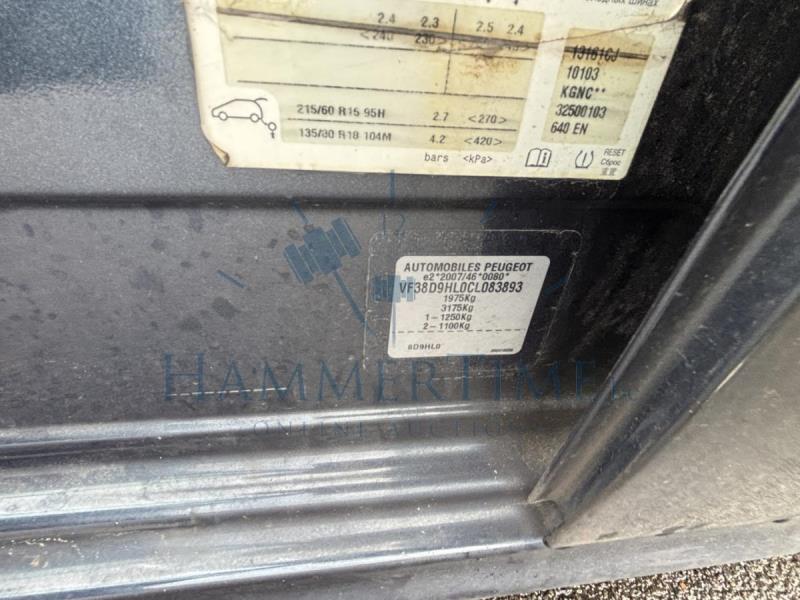 2.4 2.3 2.5 2.4
<240 230>
13161CJ
10103
KGNC**
32500103
640 EN
215/60 R16 95H 2.7 <270>
135/80 R18 104M 4.2 <420>
bars <kPa>
RESET
Сброс
AUTOMOBILES PEUGEOT
e2*2007/46*0080*
VF38D9HL0CL083893
1975Kg
3175Kg
1-1250Kg
2-1100Kg
8D9HL0
HAMMERTIME
ONLINE AUCTIONS